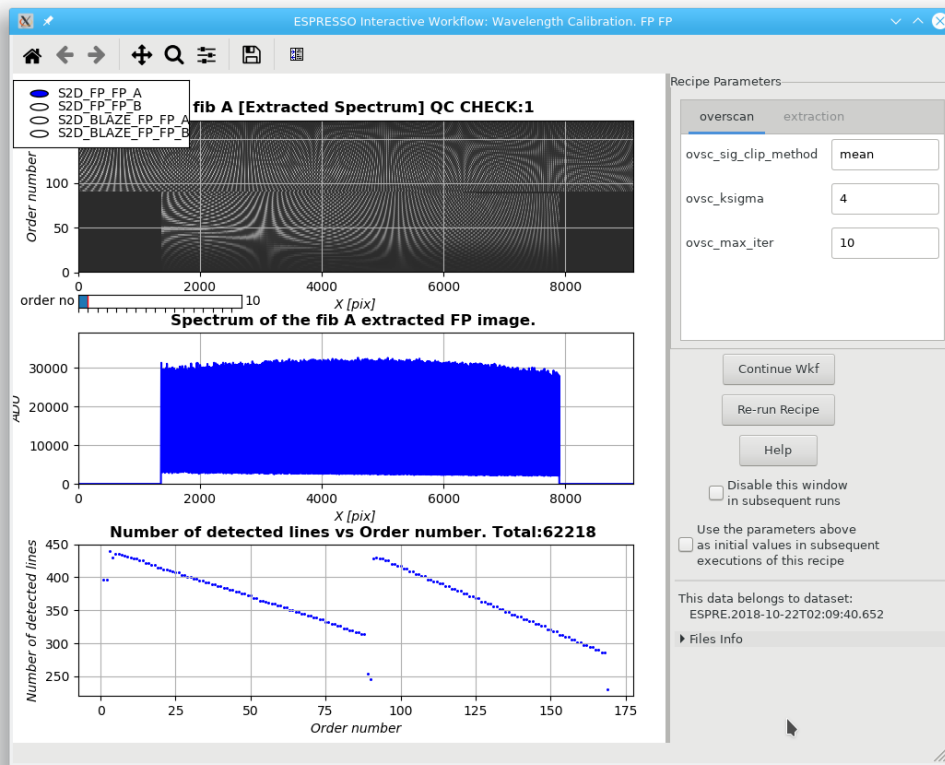 ESPRESSO Interactive Workflow: Wavelength Calibration. FP FP
S2D_FP_FP_A
S2D_FP_FP_B
S2D_BLAZE_FP_FP_A
S2D_BLAZE_FP_FP_B
fib A [Extracted Spectrum] QC CHECK:1
Order number
100
50
0
0 2000 4000 6000 8000
X [pix]
order no 10
Spectrum of the fib A extracted FP image.
ADU
30000
20000
10000
0
0 2000 4000 6000 8000
X [pix]
Number of detected lines vs Order number. Total:62218
Number of detected lines
450
400
350
300
250
0 25 50 75 100 125 150 175
Order number
Recipe Parameters
overscan extraction
ovsc_sig_clip_method mean
ovsc_ksigma 4
ovsc_max_iter 10
Continue Wkf
Re-run Recipe
Help
Disable this window
in subsequent runs
Use the parameters above
as initial values in subsequent
executions of this recipe
This data belongs to dataset:
ESPRE.2018-10-22T02:09:40.652
Files Info